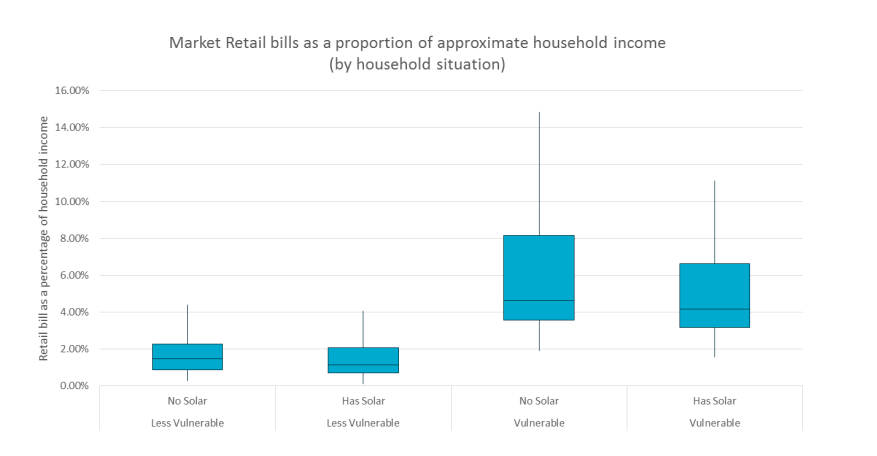 Market Retail bills as a proportion of approximate household income
(by household situation)
Retail bill as a percentage of household income
16.00%
14.00%
12.00%
10.00%
8.00%
6.00%
4.00%
2.00%
0.00%
No Solar Has Solar No Solar Has Solar
Less Vulnerable Less Vulnerable Vulnerable Vulnerable